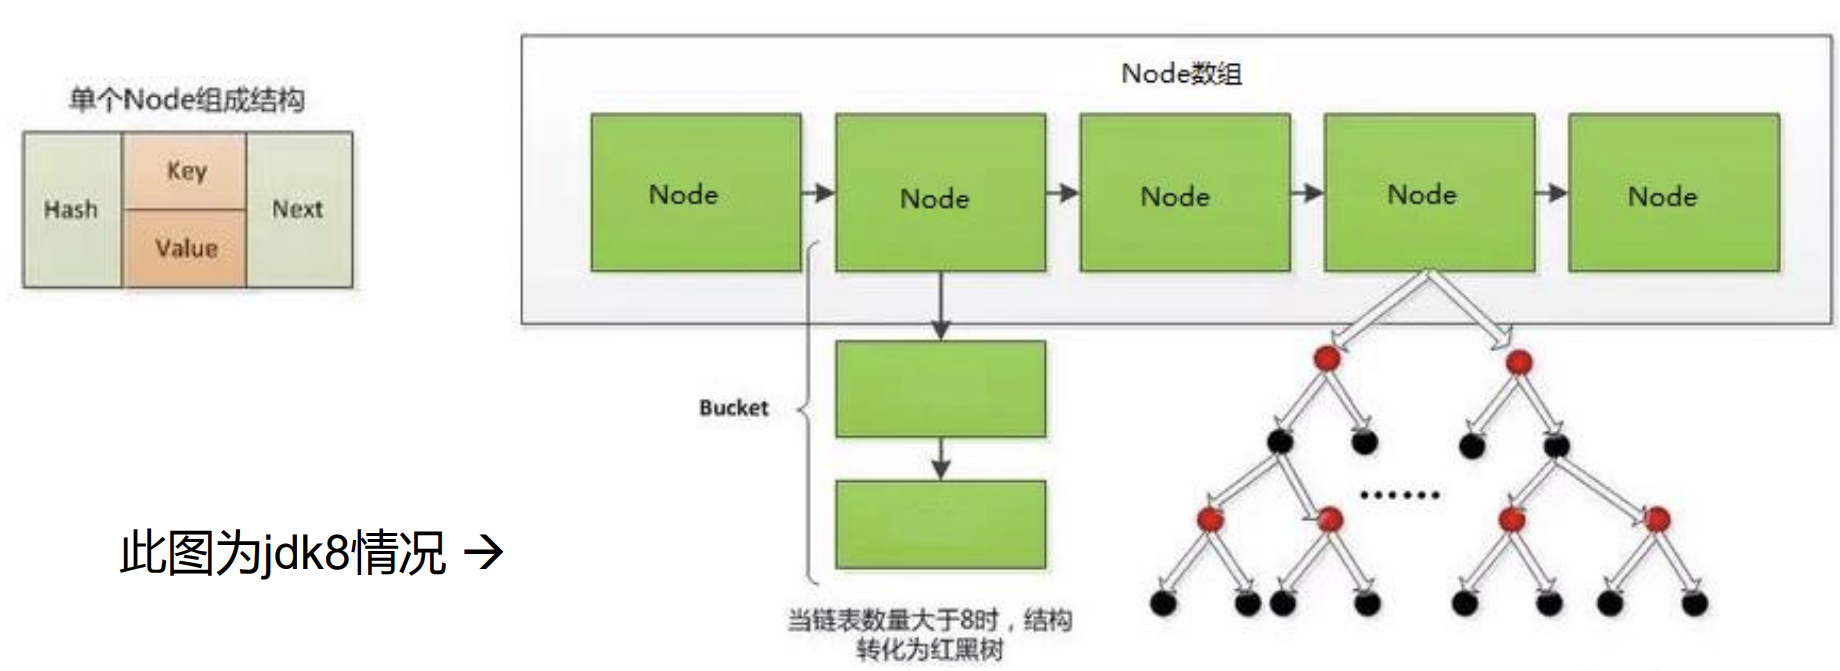 单个Node组成结构
Hash
Key
Value
Next
Node数组
Node
Node
Node
Node
Node
Bucket
......
此图为jdk8情况 →
当链表数量大于8时，结构
转化为红黑树